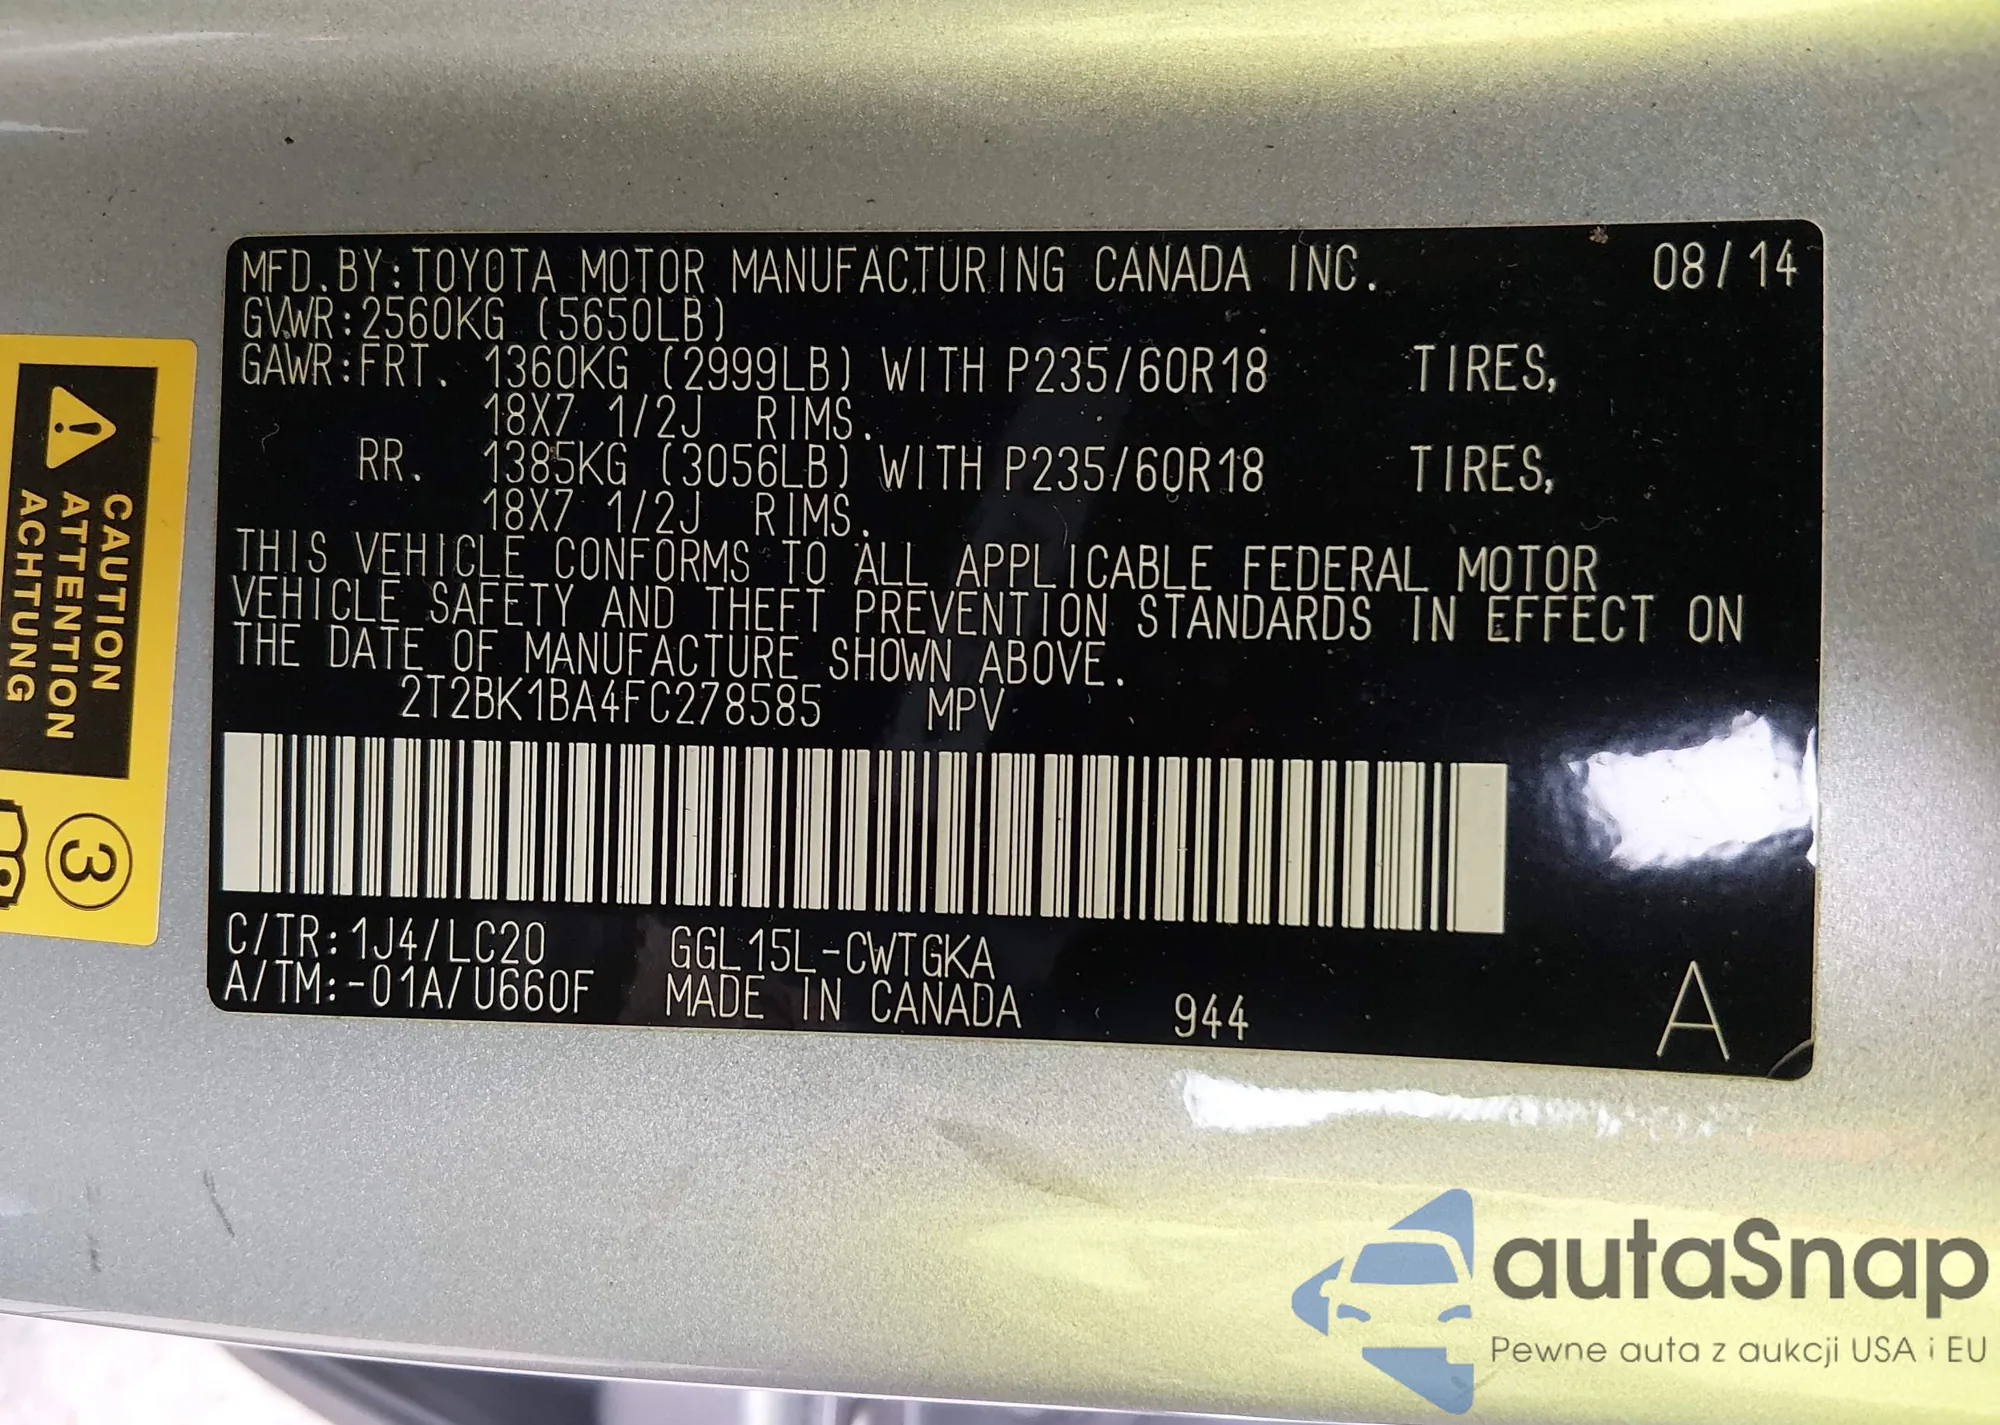 MFD.BY:TOYOTA MOTOR MANUFACTURING CANADA INC. 08/14
GVWR:2560KG (5650LB)
GAWR:FRT. 1360KG (2999LB) WITH P235/60R18 TIRES,
18X7 1/2J RIMS.
RR. 1385KG (3056LB) WITH P235/60R18 TIRES,
18X7 1/2J RIMS.
THIS VEHICLE CONFORMS TO ALL APPLICABLE FEDERAL MOTOR
VEHICLE SAFETY AND THEFT PREVENTION STANDARDS IN EFFECT ON
THE DATE OF MANUFACTURE SHOWN ABOVE.
2T2BK1BA4FC278585 MPV
C/TR:1J4/LC20 GGL15L-CWTGKA
A/TM:-01A/U660F MADE IN CANADA 944 A
CAUTION
ATTENTION
ACHTUNG
3
autaSnap
Pewne auta z aukcji USA i EU